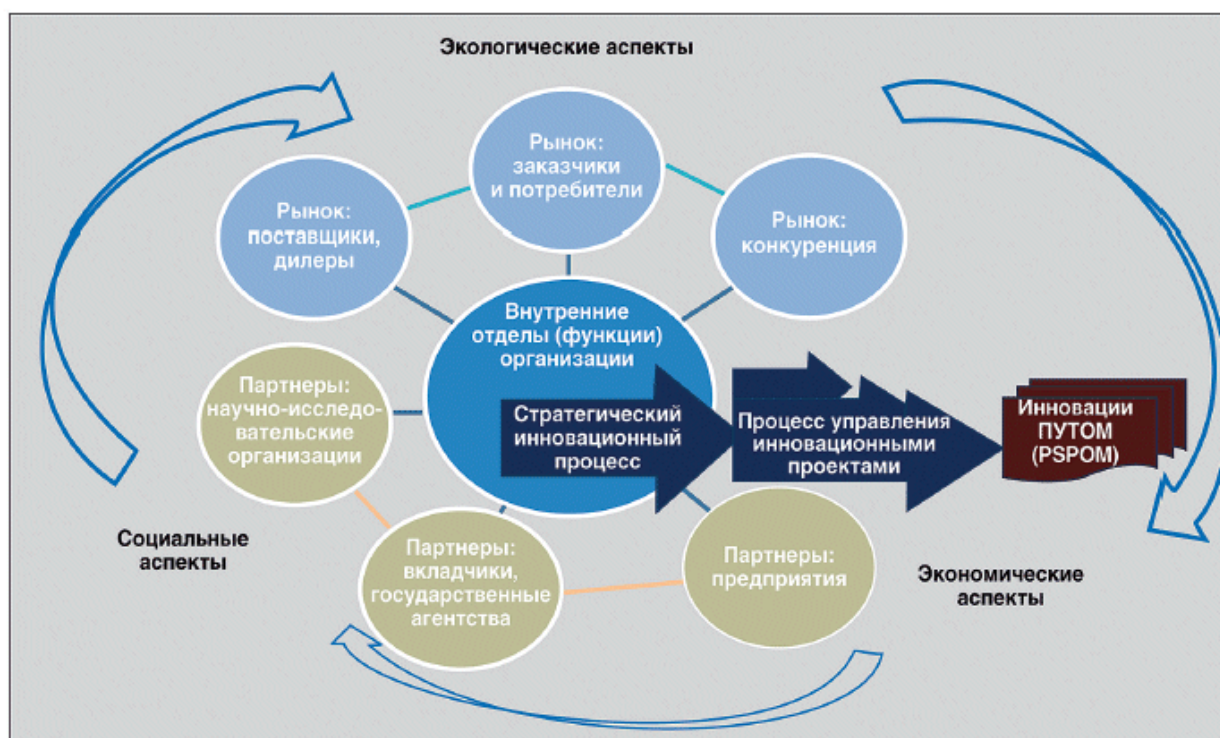 Экологические аспекты
Рынок:
заказчики
и потребители
Рынок:
поставщики,
дилеры
Рынок:
конкуренция
Внутренние
отделы (функции)
организации
Партнеры:
научно-исследо-
вательские
организации
Стратегический
инновационный
процесс
Процесс управления
инновационными
проектами
Инновации
ПУТОМ
(PSPOM)
Социальные
аспекты
Партнеры:
вкладчики,
государственные
агентства
Партнеры:
предприятия
Экономические
аспекты